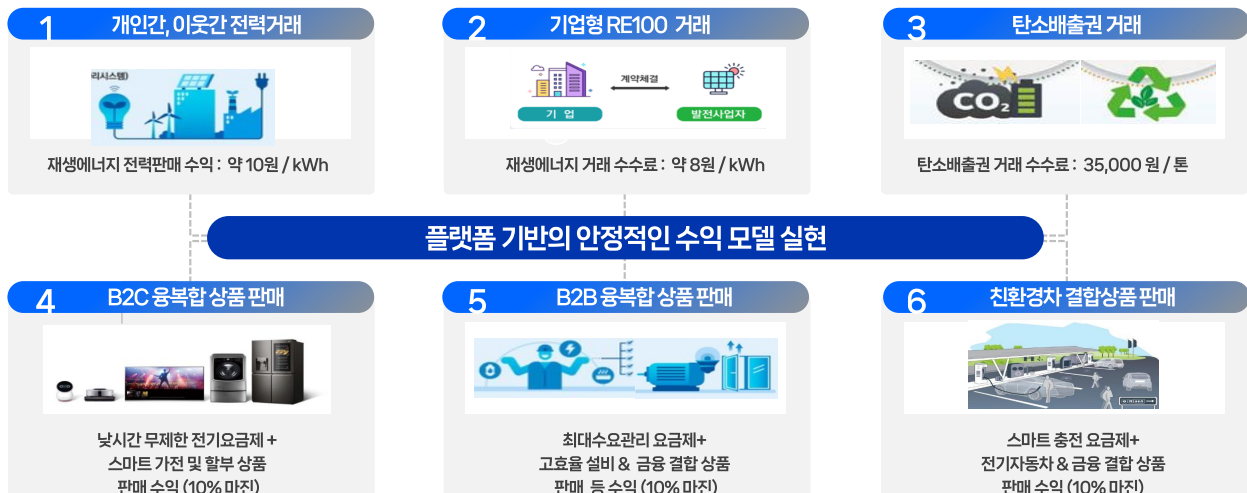 1 개인간, 이웃간 전력거래
리시스템)
재생에너지 전력판매 수익 : 약 10원 / kWh
2 기업형 RE100 거래
계약체결
기 업
발전사업자
재생에너지 거래 수수료 : 약 8원 / kWh
3 탄소배출권 거래
CO2
탄소배출권 거래 수수료 : 35,000 원 / 톤
플랫폼 기반의 안정적인 수익 모델 실현
4 B2C 융복합 상품 판매
낮시간 무제한 전기요금제 +
스마트 가전 및 할부 상품
판매 수익 (10% 마진)
5 B2B 융복합 상품 판매
최대수요관리 요금제+
고효율 설비 & 금융 결합 상품
판매 등 수익 (10% 마진)
6 친환경차 결합상품 판매
스마트 충전 요금제+
전기자동차 & 금융 결합 상품
판매 수익 (10% 마진)